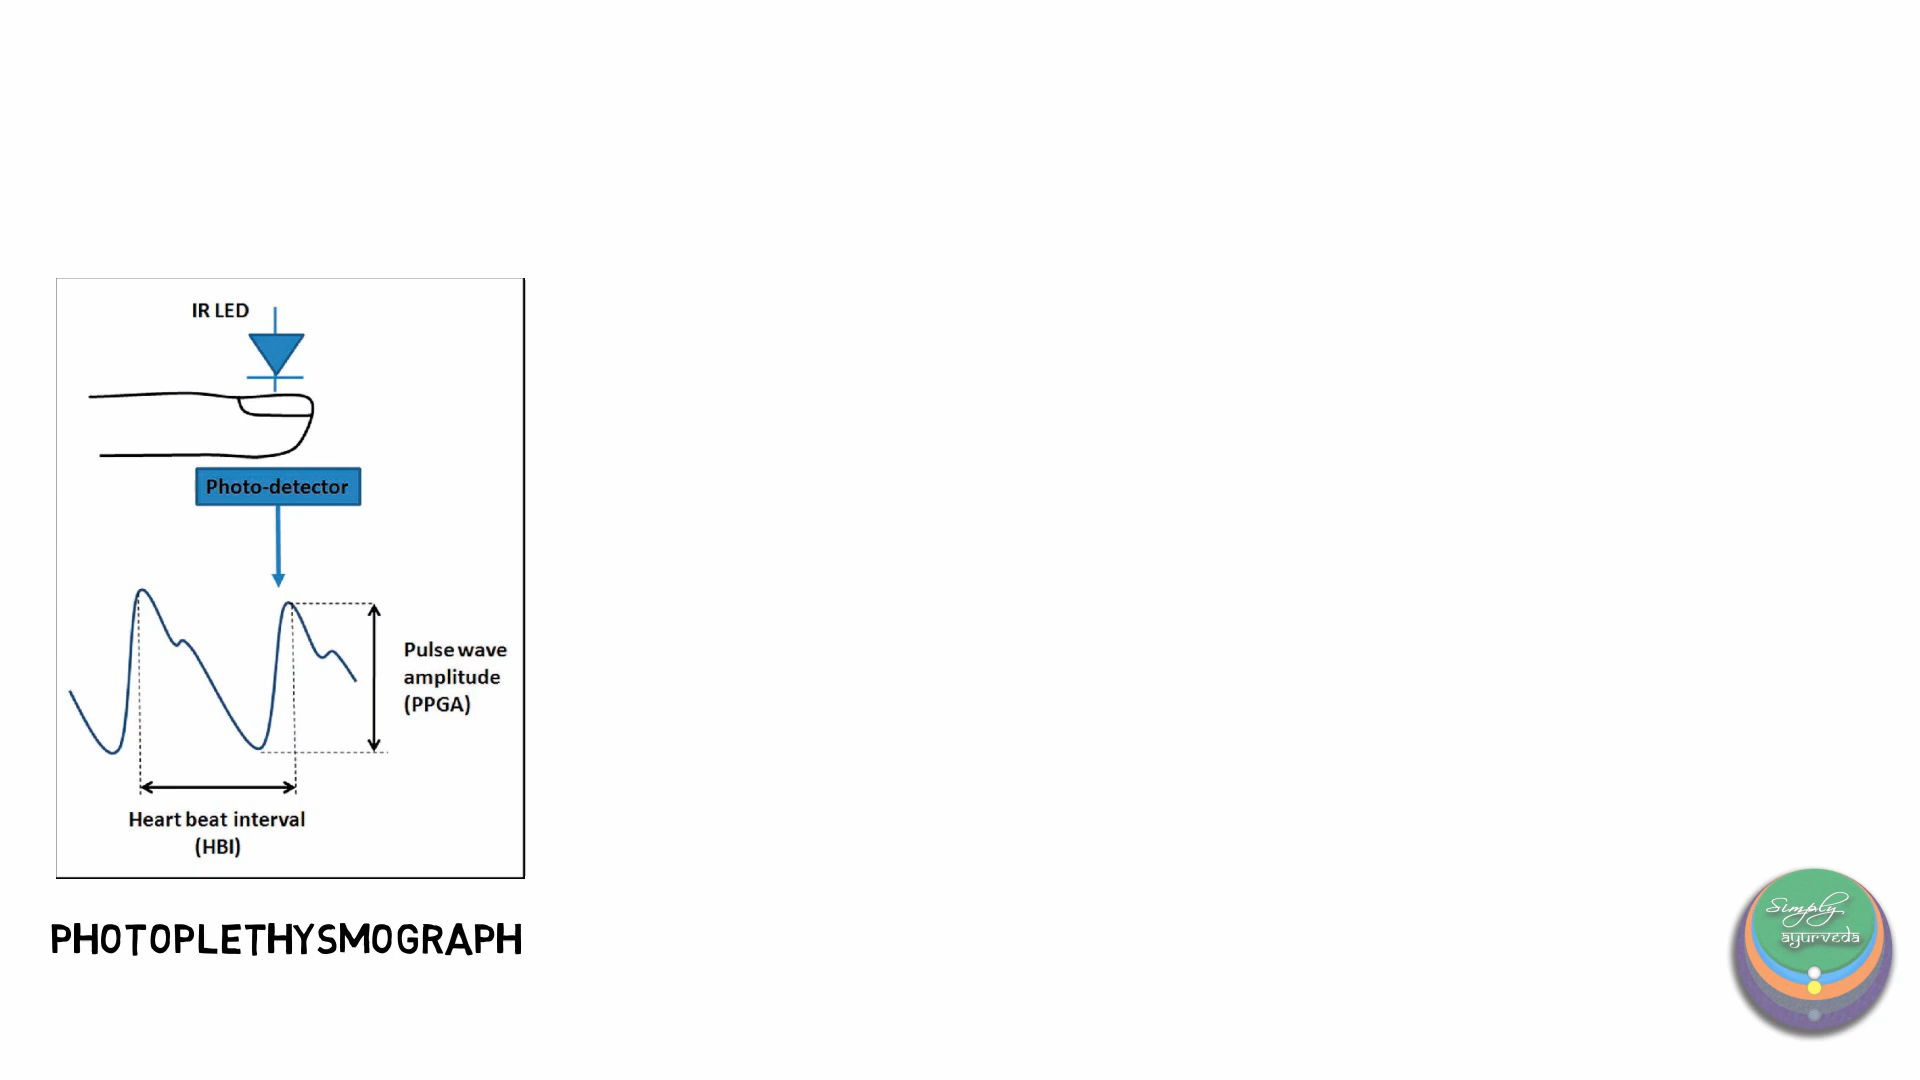 IR LED
Photo-detector
Pulse wave
amplitude
(PPGA)
Heart beat interval
(HBI)
PHOTOPLETHYSMOGRAPH
Simply
ayurveda